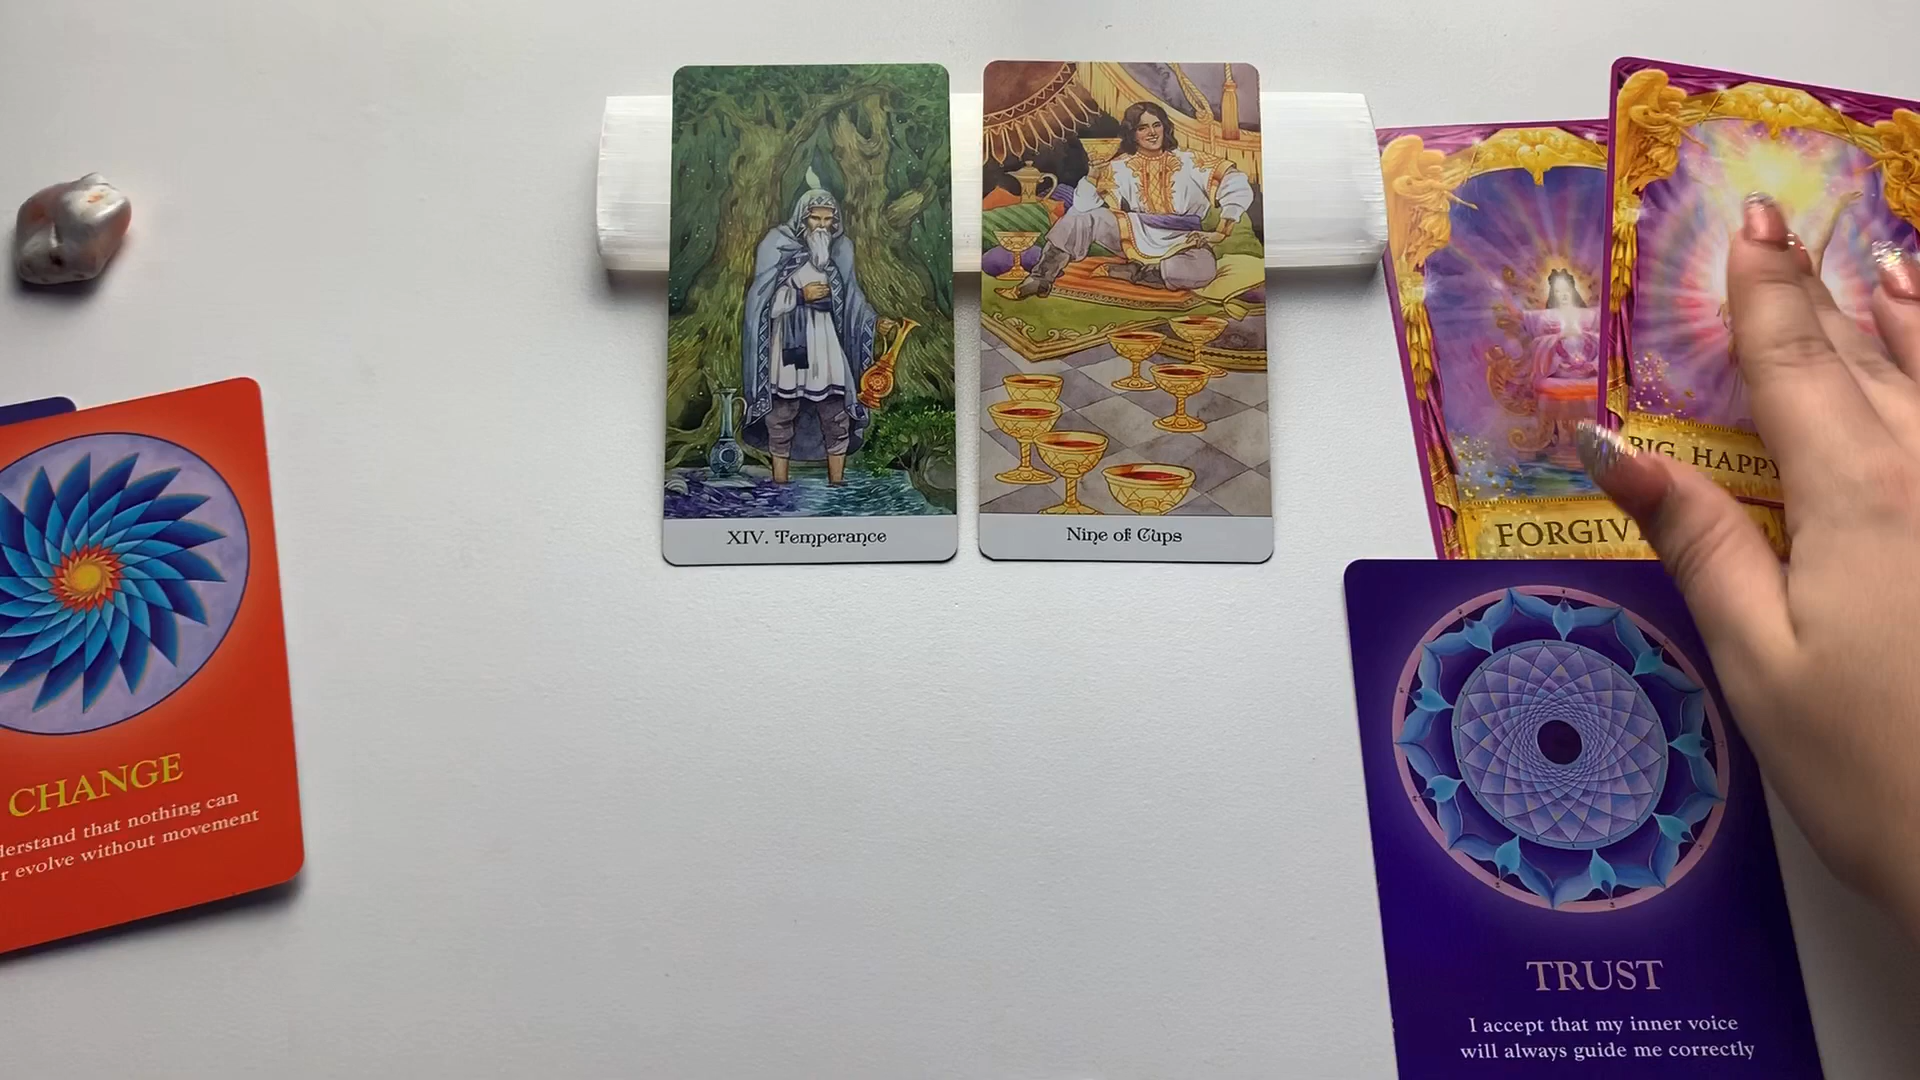 XIV. Temperance
Nine of Cups
BIG, HAPPY
CHANGE
that nothing can
evolve without movement
TRUST
I accept that my inner voice
will always guide me correctly